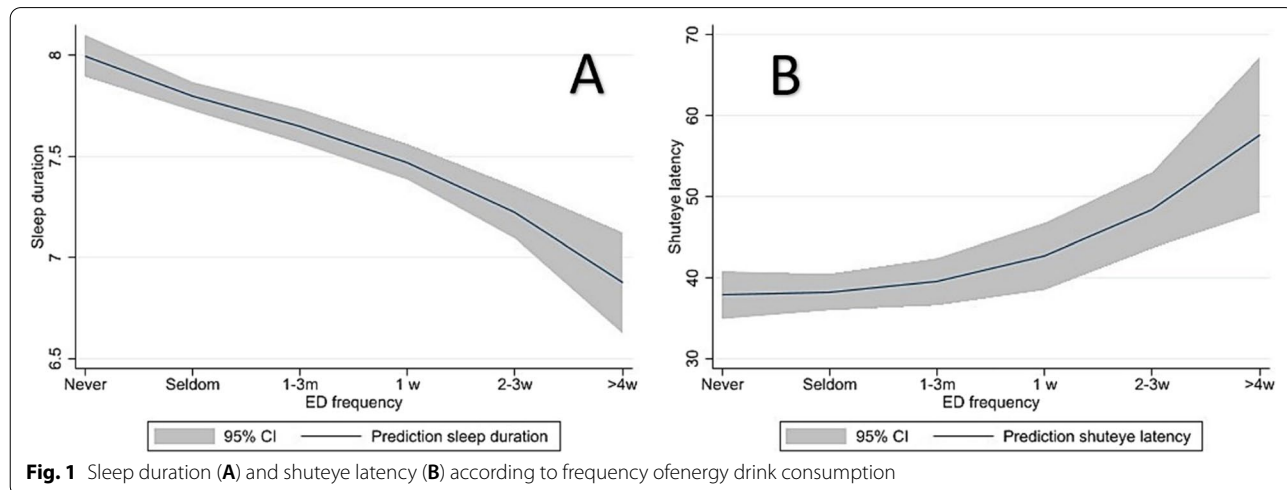 A
8
7.5
7
6.5
Sleep duration
Never Seldom 1-3m 1 w 2-3w >4w
ED frequency
95% CI Prediction sleep duration
B
70
60
50
40
30
Shuteye latency
Never Seldom 1-3m 1 w 2-3w >4w
ED frequency
95% CI Prediction shuteye latency
Fig. 1 Sleep duration (A) and shuteye latency (B) according to frequency ofenergy drink consumption